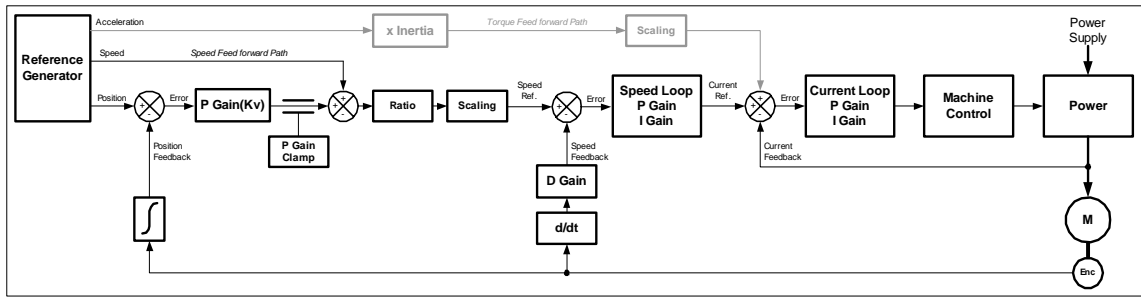 Acceleration
x Inertia
Torque Feed forward Path
Scaling
Power
Supply
Reference
Generator
Speed
Speed Feed forward Path
Position
+
-
Error
P Gain(Kv)
+
+
-
Ratio
Scaling
Speed
Ref.
+
-
Error
Speed Loop
P Gain
I Gain
Current
Ref.
+
+
-
Error
Current Loop
P Gain
I Gain
Machine
Control
Power
Position
Feedback
P Gain
Clamp
Speed
Feedback
Current
Feedback
D Gain
d/dt
M
Enc